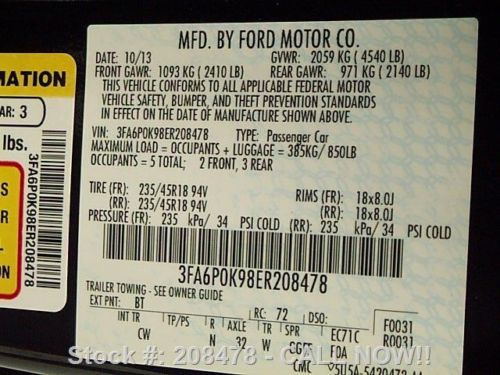 MFD. BY FORD MOTOR CO.
DATE: 10/13 GVWR: 2059 KG (4540 LB)
FRONT GAWR: 1093 KG (2410 LB) REAR GAWR: 971 KG (2140 LB)
THIS VEHICLE CONFORMS TO ALL APPLICABLE FEDERAL MOTOR
VEHICLE SAFETY, BUMPER, AND THEFT PREVENTION STANDARDS
IN EFFECT ON THE DATE OF MANUFACTURE SHOWN ABOVE.
VIN: 3FA6P0K98ER208478 TYPE: Passenger Car
MAXIMUM LOAD = OCCUPANTS + LUGGAGE = 385KG/850LB
OCCUPANTS = 5 TOTAL; 2 FRONT, 3 REAR
TIRE (FR): 235/45R18 94V RIMS (FR): 18x8.0J
(RR): 235/45R18 94V (RR): 18x8.0J
PRESSURE (FR): 235 kPa/ 34 PSI COLD (RR): 235 kPa/ 34 PSI COLD
3FA6P0K98ER208478
TRAILER TOWING - SEE OWNER GUIDE
EXT PNT: BT RC: 72 DSO: F0031
INT TR TP/PS R AXLE TR SPR EC71C R0031
CW N 32
MATION
AR: 3
lbs.
3FA6P0K98ER208478
S
OR
ION
Stock #: 208478 - CALL NOW!!